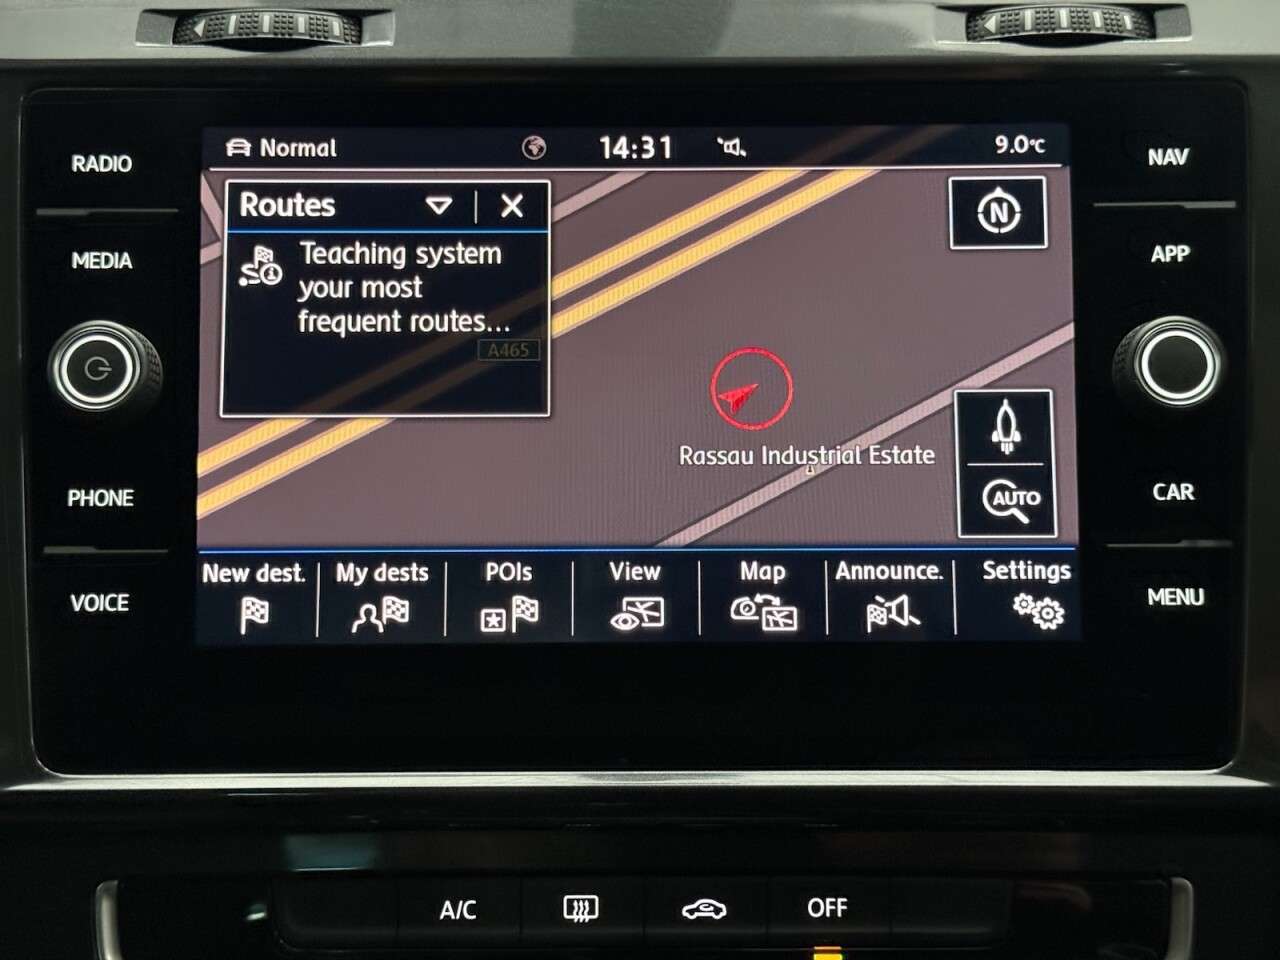 RADIO
MEDIA
PHONE
VOICE
Normal
14:31
9.0°C
Routes
Teaching system
your most
frequent routes...
A465
N
Rassau Industrial Estate
AUTO
New dest.
My dests
POIs
View
Map
Announce.
Settings
NAV
APP
CAR
MENU
A/C
OFF